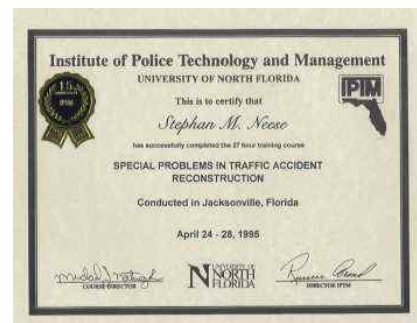 Institute of Police Technology and Management
UNIVERSITY OF NORTH FLORIDA
15
IPTM
IPTM
This is to certify that
Stephan M. Neese
has successfully completed the 27 hour training course
SPECIAL PROBLEMS IN TRAFFIC ACCIDENT
RECONSTRUCTION
Conducted in Jacksonville, Florida
April 24 - 28, 1995
COURSE DIRECTOR
UNIVERSITY OF
NORTH
FLORIDA
DIRECTOR IPTM